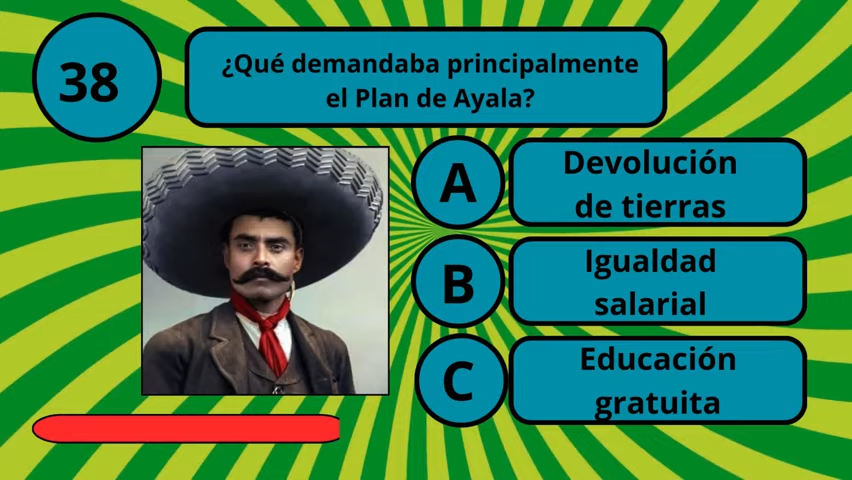 38
¿Qué demandaba principalmente
el Plan de Ayala?
A
Devolución
de tierras
B
Igualdad
salarial
C
Educación
gratuita